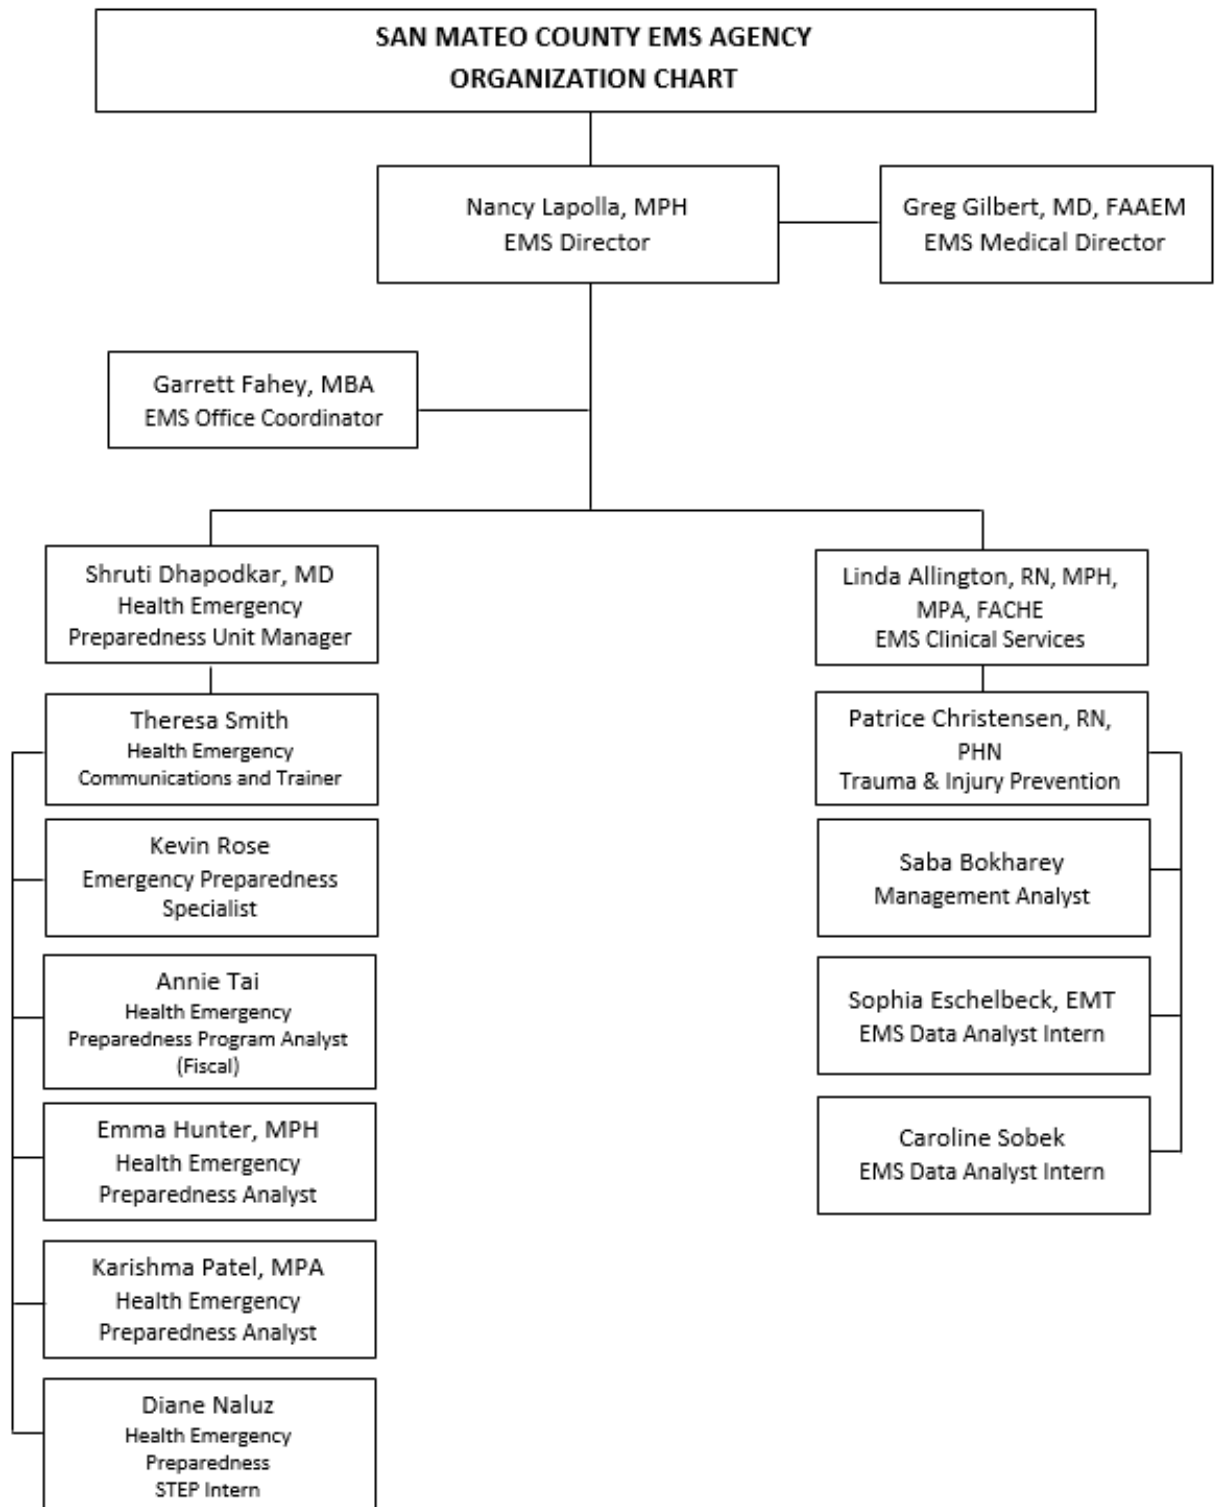 SAN MATEO COUNTY EMS AGENCY
ORGANIZATION CHART
Nancy Lapolla, MPH
EMS Director
Greg Gilbert, MD, FAAEM
EMS Medical Director
Garrett Fahey, MBA
EMS Office Coordinator
Shruti Dhapodkar, MD
Health Emergency
Preparedness Unit Manager
Theresa Smith
Health Emergency
Communications and Trainer
Kevin Rose
Emergency Preparedness
Specialist
Annie Tai
Health Emergency
Preparedness Program Analyst
(Fiscal)
Emma Hunter, MPH
Health Emergency
Preparedness Analyst
Karishma Patel, MPA
Health Emergency
Preparedness Analyst
Diane Naluz
Health Emergency
Preparedness
STEP Intern
Linda Allington, RN, MPH,
MPA, FACHE
EMS Clinical Services
Patrice Christensen, RN,
PHN
Trauma & Injury Prevention
Saba Bokharey
Management Analyst
Sophia Eschelbeck, EMT
EMS Data Analyst Intern
Caroline Sobek
EMS Data Analyst Intern